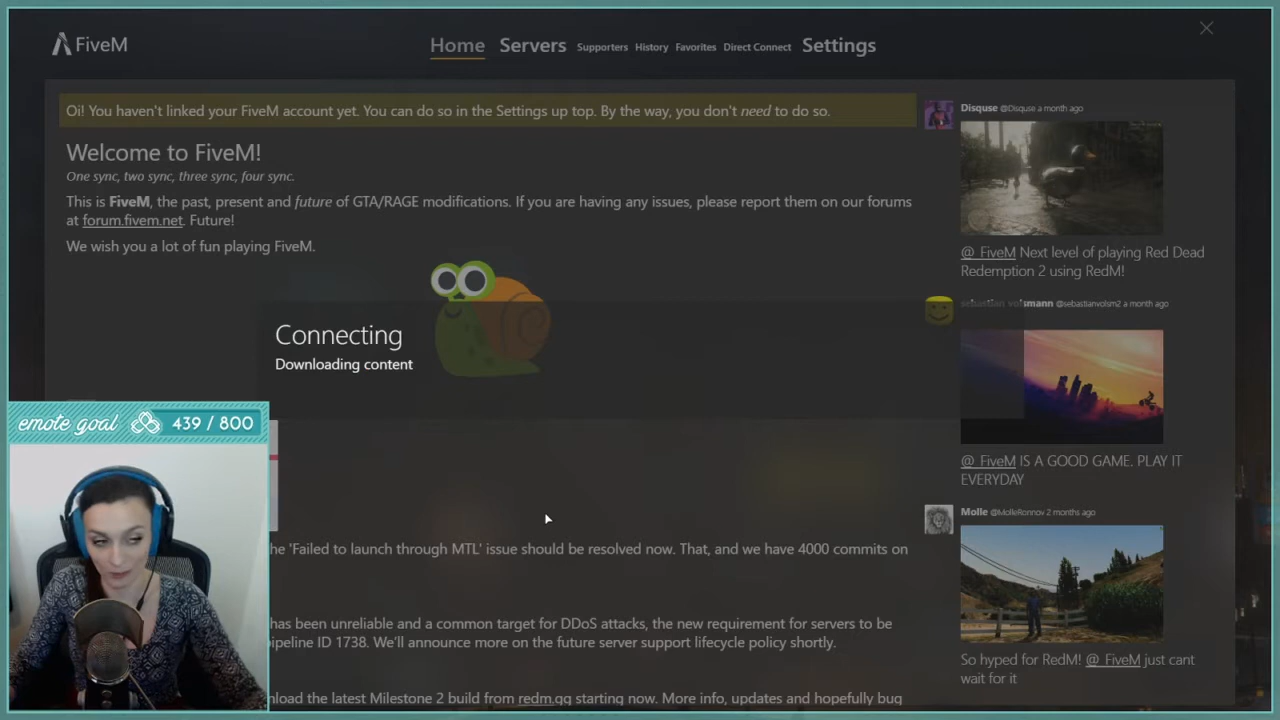 FiveM
Home Servers Supporters History Favorites Direct Connect Settings
Oi! You haven't linked your FiveM account yet. You can do so in the Settings up top. By the way, you don't need to do so.
Welcome to FiveM!
One sync, two sync, three sync, four sync.
This is FiveM, the past, present and future of GTA/RAGE modifications. If you are having any issues, please report them on our forums
at forum.fivem.net. Future!
We wish you a lot of fun playing FiveM.
Connecting
Downloading content
emote goal 439 / 800
he 'Failed to launch through MTL' issue should be resolved now. That, and we have 4000 commits on
has been unreliable and a common target for DDoS attacks, the new requirement for servers to be
ipeline ID 1738. We'll announce more on the future server support lifecycle policy shortly.
nload the latest Milestone 2 build from redm.gg starting now. More info, updates and hopefully bug
Disquse @Disquse a month ago
@_FiveM Next level of playing Red Dead
Redemption 2 using RedM!
sebastian volsmann @sebastianvolsm2 a month ago
@_FiveM IS A GOOD GAME. PLAY IT
EVERYDAY
Molle @MolleRonnov 2 months ago
So hyped for RedM! @_FiveM just cant
wait for it